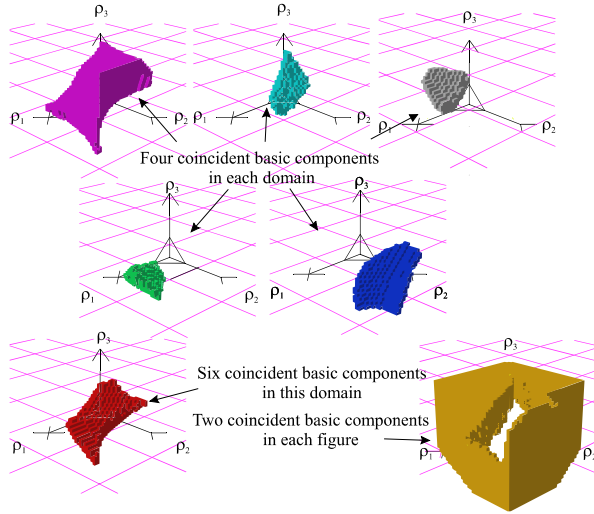 ρ3
ρ3
ρ3
ρ1
ρ2
ρ1
ρ2
ρ1
ρ2
Four coincident basic components
in each domain
ρ3
ρ3
ρ1
ρ2
ρ1
ρ2
ρ3
ρ3
Six coincident basic components
in this domain
Two coincident basic components
in each figure
ρ1
ρ2
ρ1